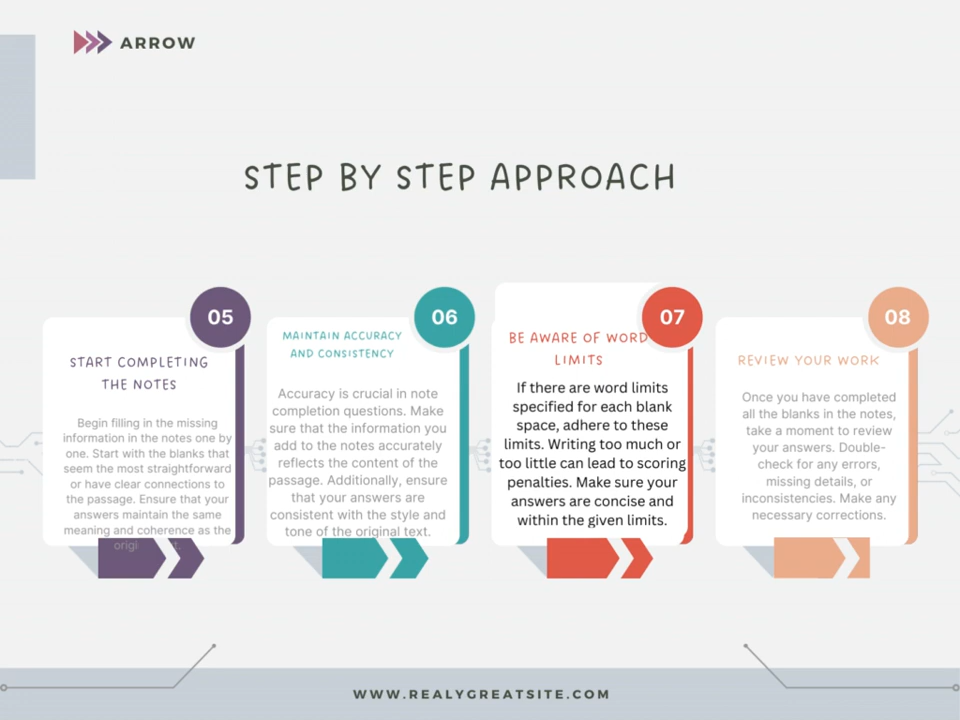 ARROW
STEP BY STEP APPROACH
05
START COMPLETING
THE NOTES
Begin filling in the missing
information in the notes one by
one. Start with the blanks that
seem the most straightforward
or have clear connections to
the passage. Ensure that your
answers maintain the same
meaning and coherence as the
06
MAINTAIN ACCURACY
AND CONSISTENCY
Accuracy is crucial in note
completion questions. Make
sure that the information you
add to the notes accurately
reflects the content of the
passage. Additionally, ensure
that your answers are
consistent with the style and
tone of the original text.
07
BE AWARE OF WORD
LIMITS
If there are word limits
specified for each blank
space, adhere to these
limits. Writing too much or
too little can lead to scoring
penalties. Make sure your
answers are concise and
within the given limits.
08
REVIEW YOUR WORK
Once you have completed
all the blanks in the notes,
take a moment to review
your answers. Double-
check for any errors,
missing details, or
inconsistencies. Make any
necessary corrections.
WWW.REALYGREATSITE.COM